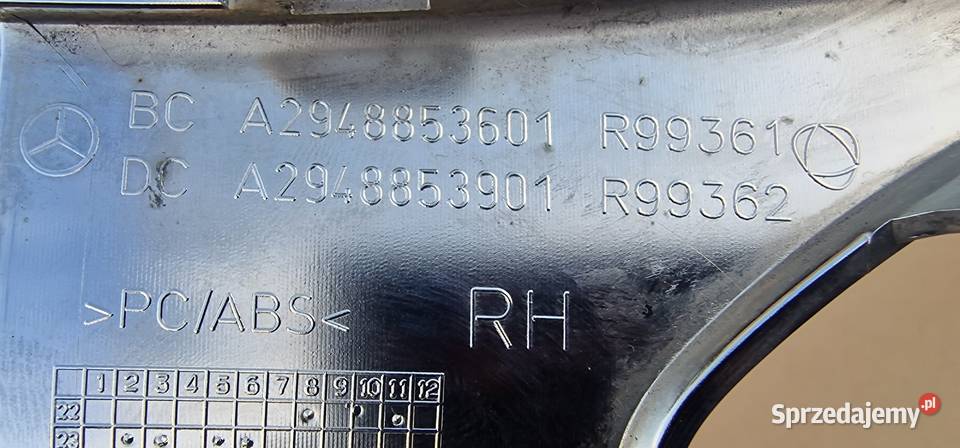 BC A2948853601 R99361
DC A2948853901 R99362
>PC/ABS< RH
1 2 3 4 5 6 7 8 9 10 11 12
22
23
Sprzedajemy.pl